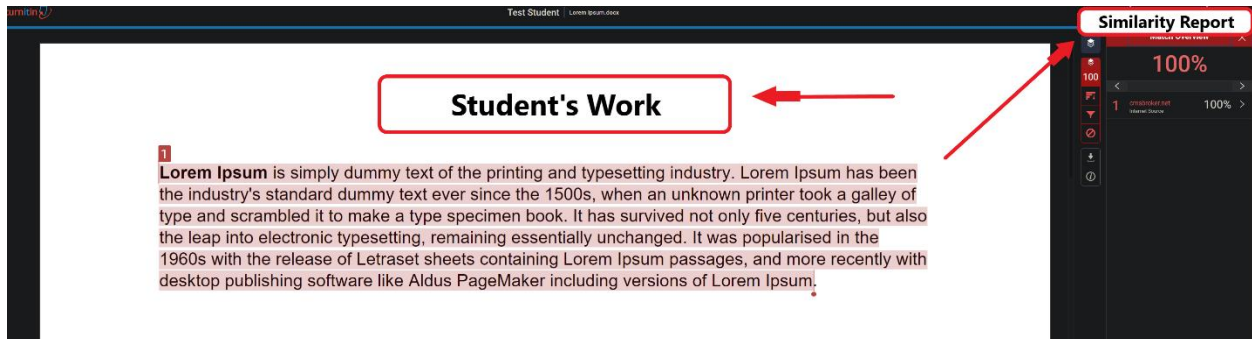 turnitin
Test Student Lorem Ipsum.docx
Similarity Report
Match Overview
100%
Student's Work
100
1 100% >
Internet Source
1
Lorem Ipsum is simply dummy text of the printing and typesetting industry. Lorem Ipsum has been
the industry's standard dummy text ever since the 1500s, when an unknown printer took a galley of
type and scrambled it to make a type specimen book. It has survived not only five centuries, but also
the leap into electronic typesetting, remaining essentially unchanged. It was popularised in the
1960s with the release of Letraset sheets containing Lorem Ipsum passages, and more recently with
desktop publishing software like Aldus PageMaker including versions of Lorem Ipsum.